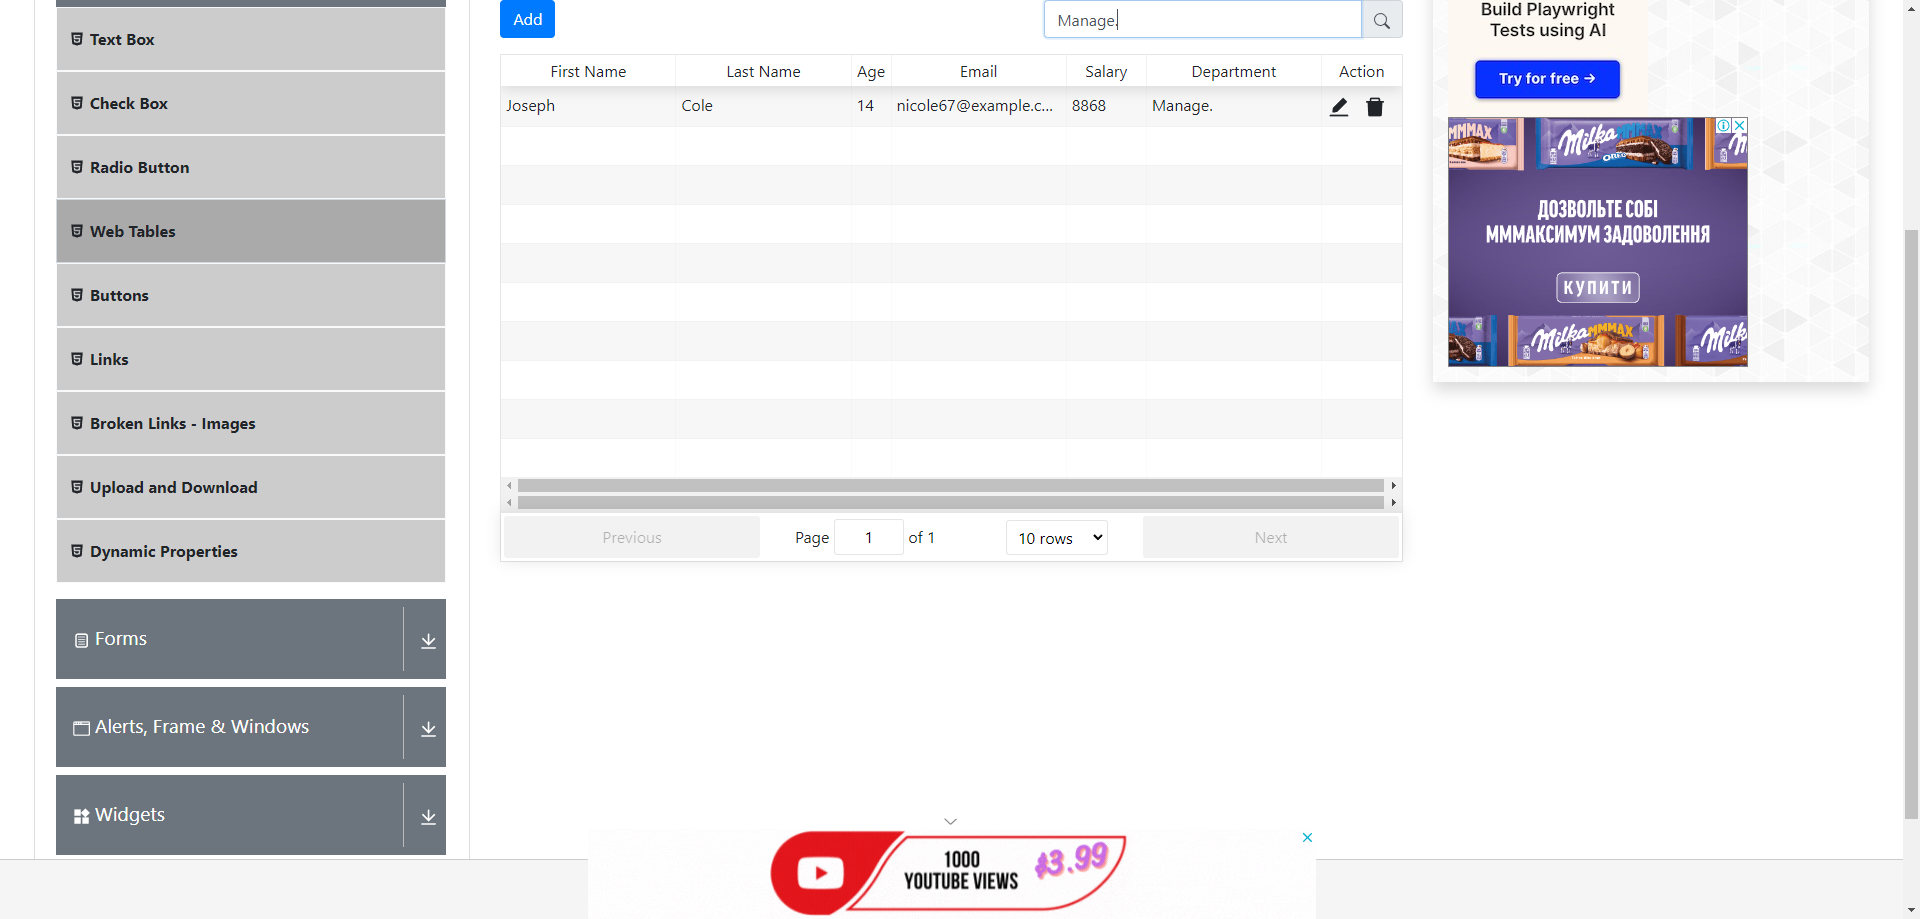 Text Box
Check Box
Radio Button
Web Tables
Buttons
Links
Broken Links - Images
Upload and Download
Dynamic Properties
Forms
Alerts, Frame & Windows
Widgets
Add
Manage.
First Name Last Name Age Email Salary Department Action
Joseph Cole 14 nicole67@example.c... 8868 Manage.
Previous Page 1 of 1 10 rows Next
Build Playwright
Tests using AI
Try for free →
MMMAX
Milka
OREO
ДОЗВОЛЬТЕ СОБІ
МММАКСИМУМ ЗАДОВОЛЕННЯ
КУПИТИ
Milka MMMAX
Milk
1000
YOUTUBE VIEWS
$3.99